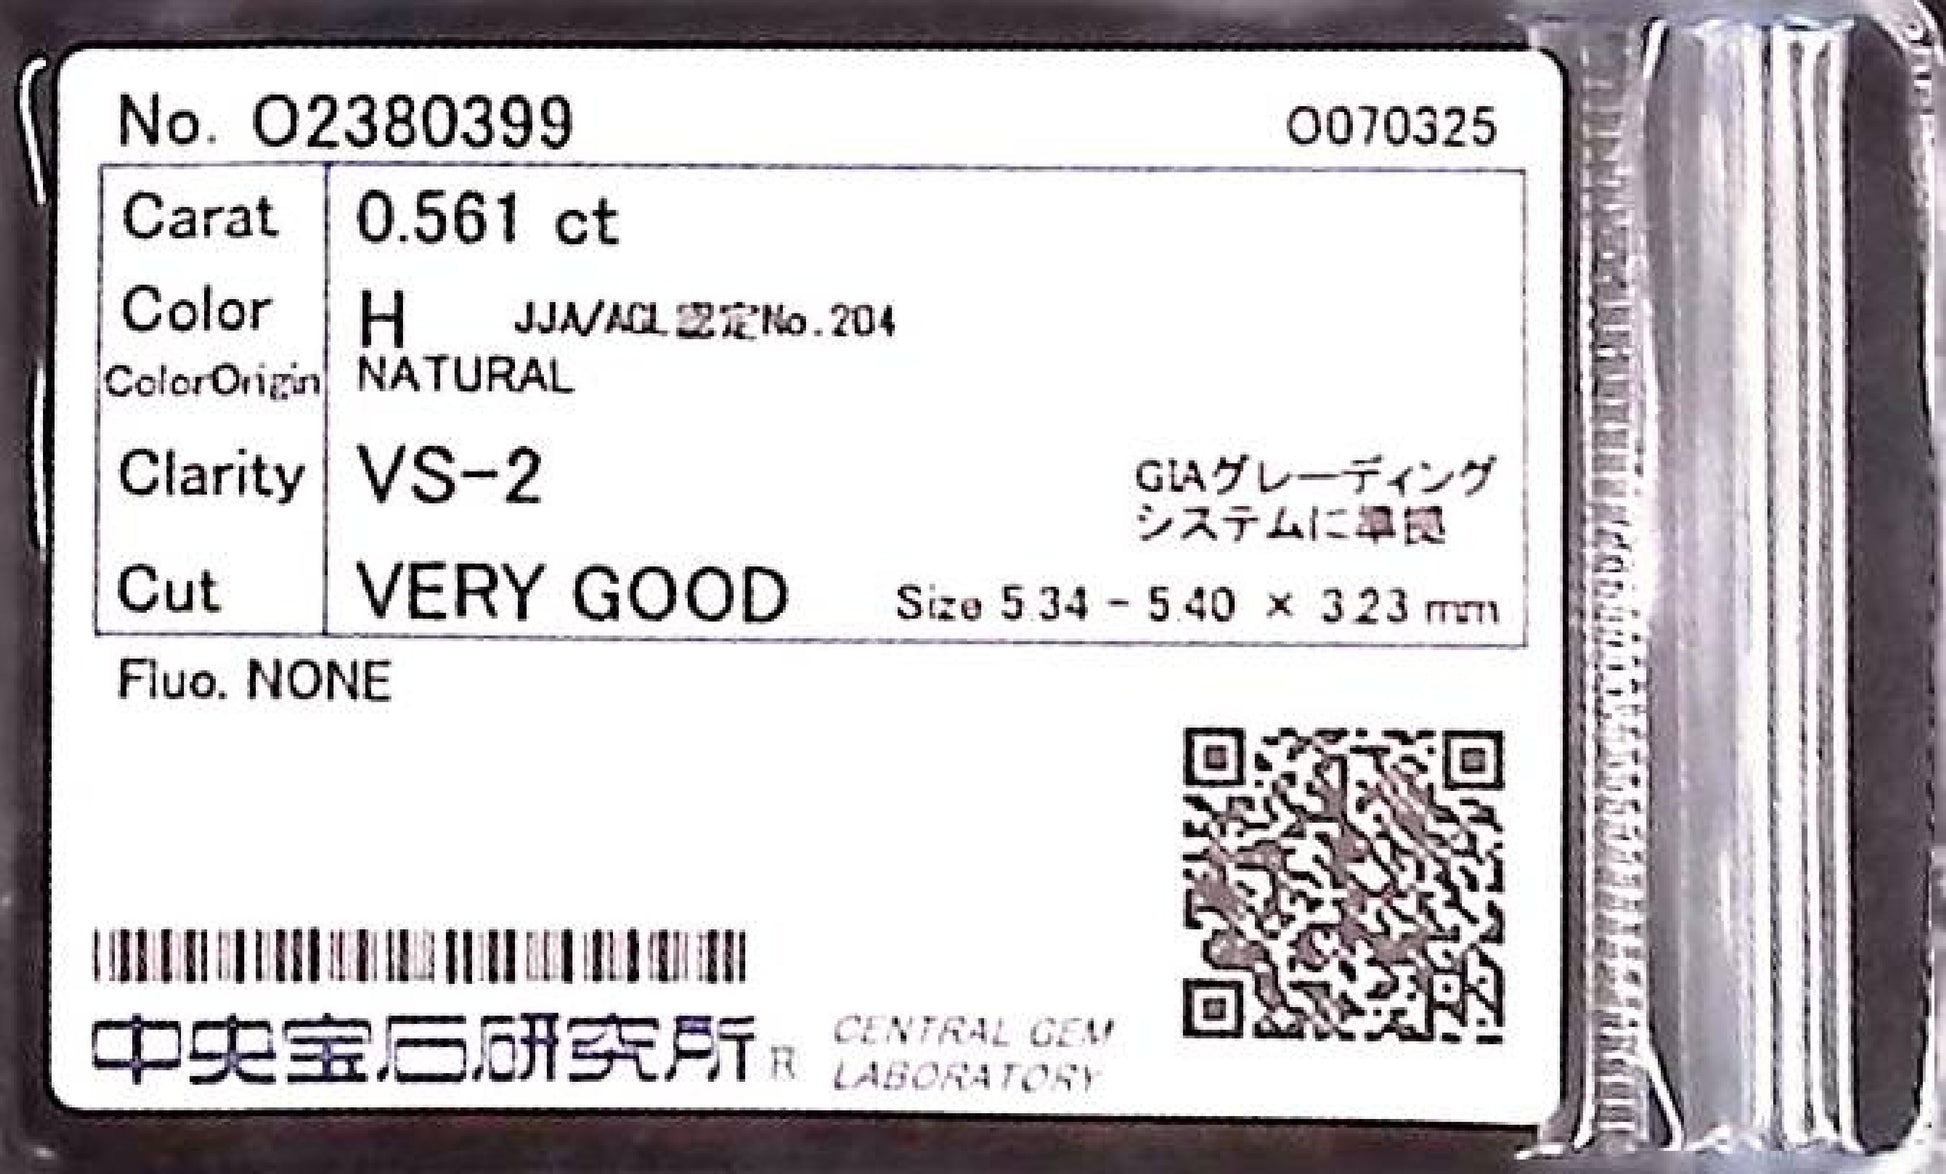 No. O2380399 O070325
Carat 0.561 ct
Color H JJA/AGL認定No.204
ColorOrigin NATURAL
Clarity VS-2 GIAグレーディング
システムに準拠
Cut VERY GOOD Size 5.34 - 5.40 × 3.23 mm
Fluo. NONE
中央宝石研究所 R CENTRAL GEM
LABORATORY